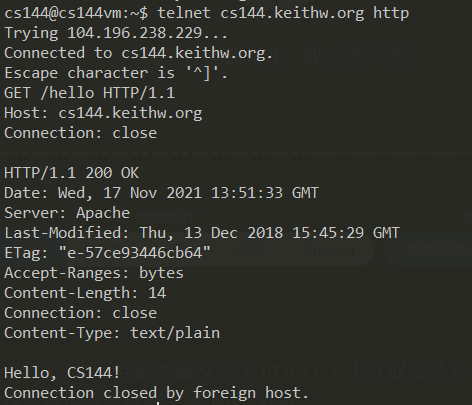 cs144@cs144vm:~$ telnet cs144.keithw.org http
Trying 104.196.238.229...
Connected to cs144.keithw.org.
Escape character is '^]'.
GET /hello HTTP/1.1
Host: cs144.keithw.org
Connection: close

HTTP/1.1 200 OK
Date: Wed, 17 Nov 2021 13:51:33 GMT
Server: Apache
Last-Modified: Thu, 13 Dec 2018 15:45:29 GMT
ETag: "e-57ce93446cb64"
Accept-Ranges: bytes
Content-Length: 14
Connection: close
Content-Type: text/plain

Hello, CS144!
Connection closed by foreign host.